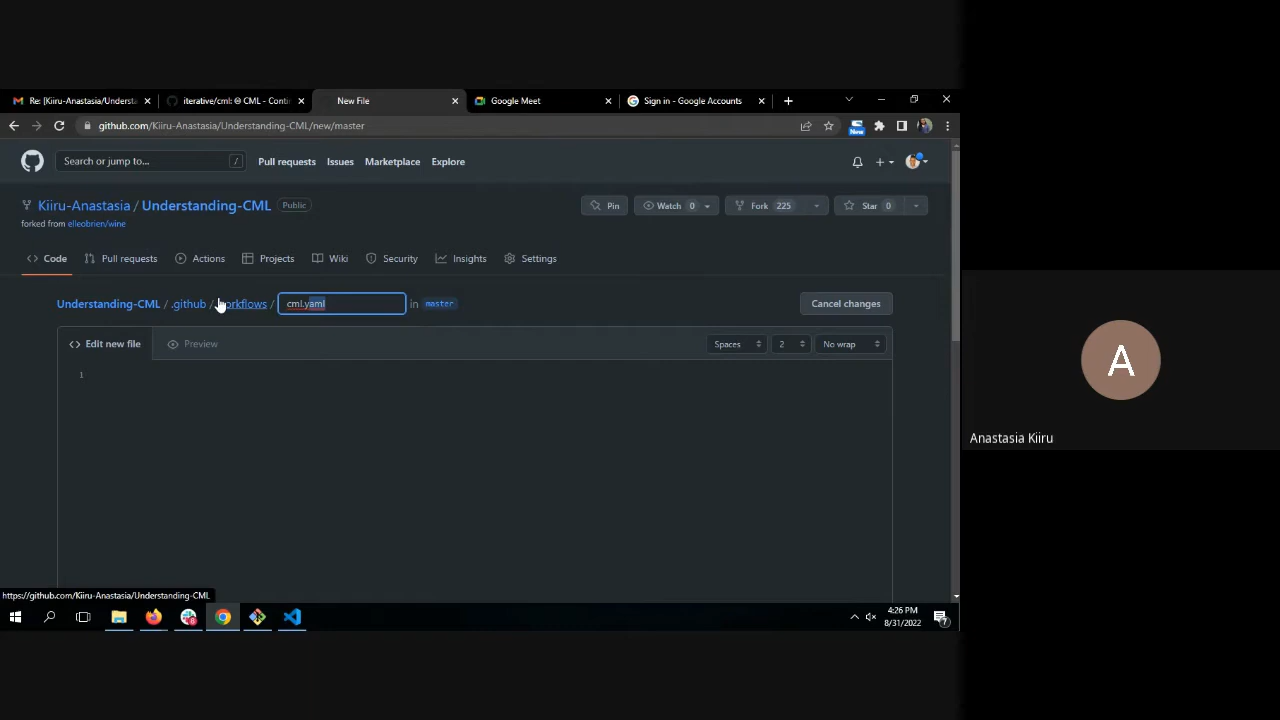 Re: [Kiiru-Anastasia/Understa
iterative/cml: ♾️ CML - Conti
New File
Google Meet
Sign in - Google Accounts
github.com/Kiiru-Anastasia/Understanding-CML/new/master
New
Search or jump to...
/
Pull requests
Issues
Marketplace
Explore
Kiiru-Anastasia / Understanding-CML
Public
Pin
Watch 0
Fork 225
Star 0
forked from elleobrien/wine
Code
Pull requests
Actions
Projects
Wiki
Security
Insights
Settings
Understanding-CML / .github / workflows / cml.yaml in master
Cancel changes
Edit new file
Preview
Spaces
2
No wrap
1
A
Anastasia Kiiru
https://github.com/Kiiru-Anastasia/Understanding-CML
4:26 PM
8/31/2022